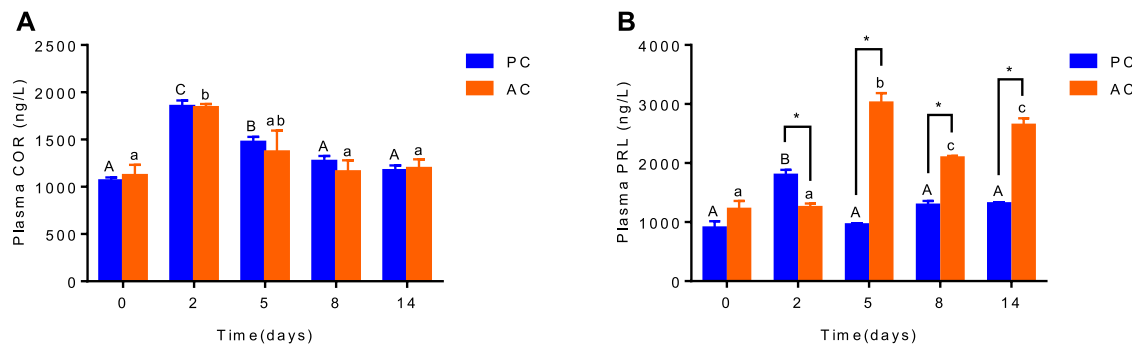 A
Plasma COR (ng/L)
2500
2000
1500
1000
500
0
A a
C b
B ab
A a
A a
0 2 5 8 14
Time(days)
PC
AC
B
Plasma PRL (ng/L)
4000
3000
2000
1000
0
A a
B * a
A * b
A * c
A * c
0 2 5 8 14
Time(days)
PC
AC